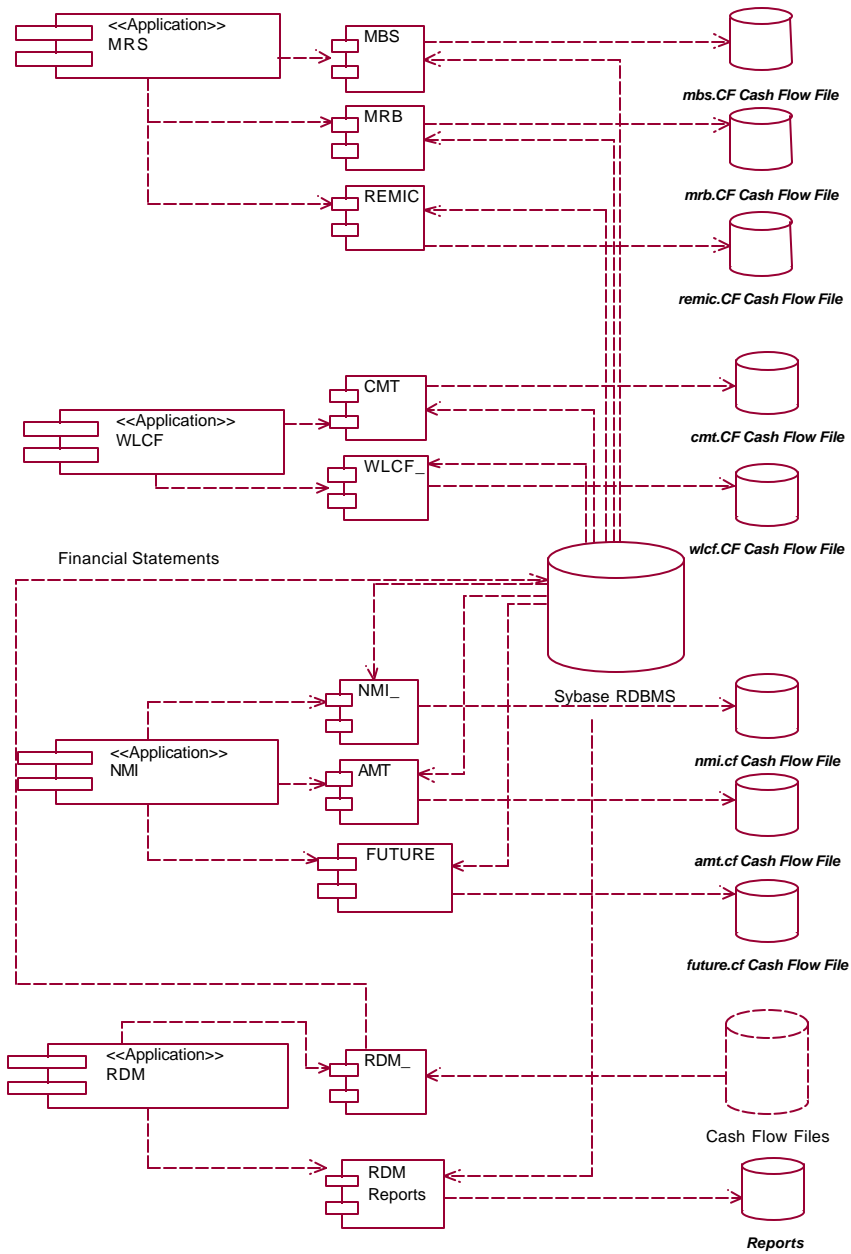 <<Application>>
MRS
MBS
mbs.CF Cash Flow File
MRB
mrb.CF Cash Flow File
REMIC
remic.CF Cash Flow File
<<Application>>
WLCF
CMT
cmt.CF Cash Flow File
WLCF_
wlcf.CF Cash Flow File
Financial Statements
Sybase RDBMS
<<Application>>
NMI
NMI_
nmi.cf Cash Flow File
AMT
amt.cf Cash Flow File
FUTURE
future.cf Cash Flow File
<<Application>>
RDM
RDM_
Cash Flow Files
RDM
Reports
Reports